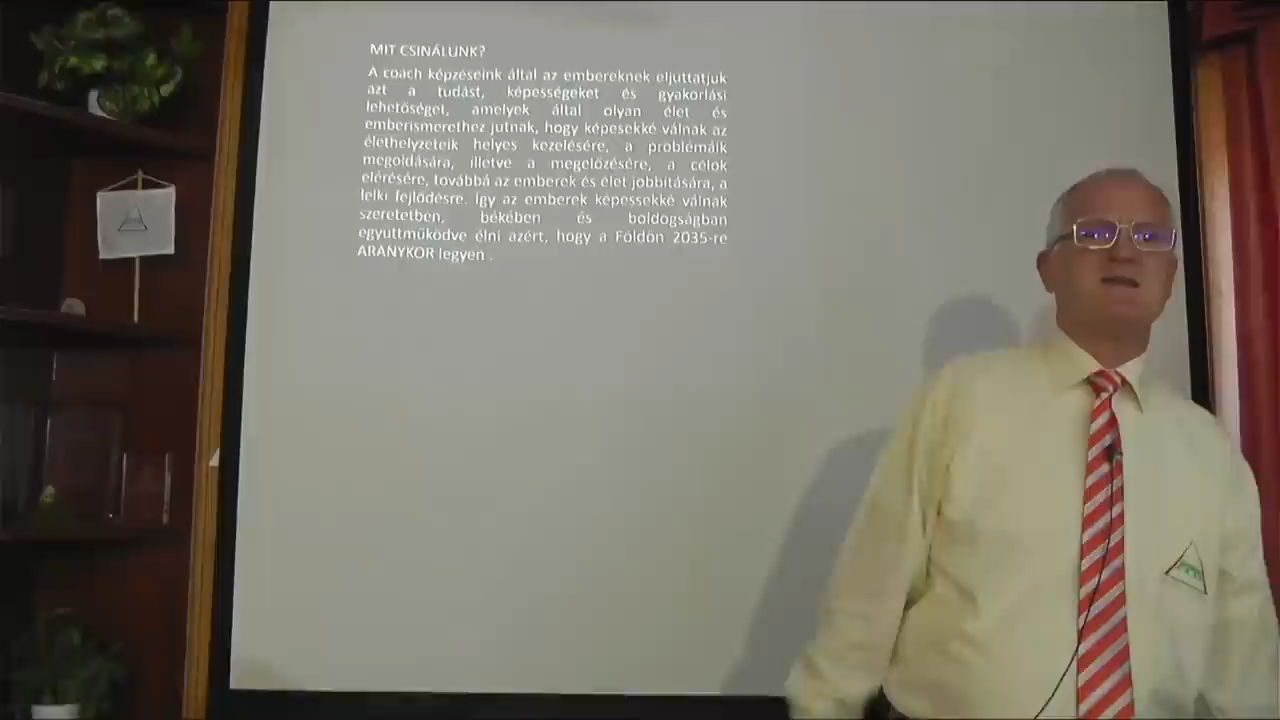 MIT CSINÁLUNK?
A coach képzéseink által az embereknek eljuttatjuk
azt a tudást, képességeket és gyakorlási
lehetőséget, amelyek által olyan élet és
emberismerethez jutnak, hogy képesekké válnak az
élethelyzeteik helyes kezelésére, a problémáik
megoldására, illetve a megelőzésére, a célok
elérésére, továbbá az emberek és élet jobbítására, a
lelki fejlődésre. Így az emberek képessekké válnak
szeretetben, békében és boldogságban
együttműködve élni azért, hogy a Földön 2035-re
ARANYKOR legyen .